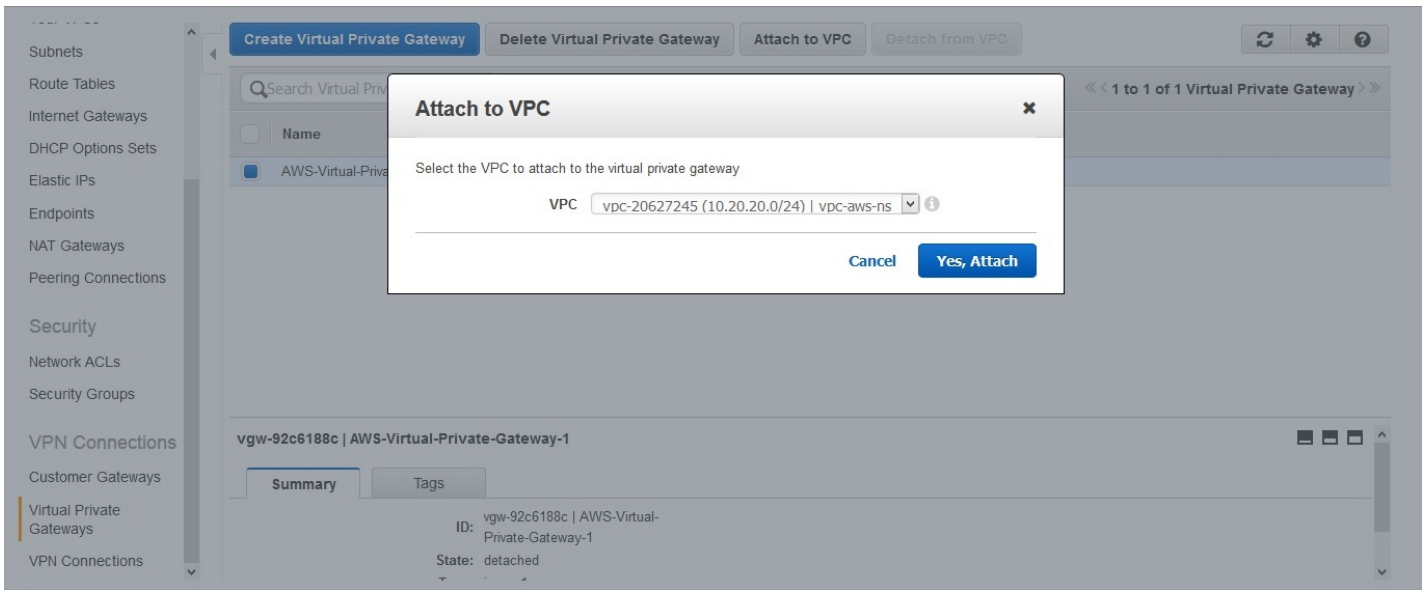 Subnets
Route Tables
Internet Gateways
DHCP Options Sets
Elastic IPs
Endpoints
NAT Gateways
Peering Connections
Security
Network ACLs
Security Groups
VPN Connections
Customer Gateways
Virtual Private
Gateways
VPN Connections
Create Virtual Private Gateway Delete Virtual Private Gateway Attach to VPC Detach from VPC
Search Virtual Priv
1 to 1 of 1 Virtual Private Gateway
Name
AWS-Virtual-Priva
Attach to VPC
Select the VPC to attach to the virtual private gateway
VPC vpc-20627245 (10.20.20.0/24) | vpc-aws-ns
Cancel Yes, Attach
vgw-92c6188c | AWS-Virtual-Private-Gateway-1
Summary Tags
ID: vgw-92c6188c | AWS-Virtual-
Private-Gateway-1
State: detached